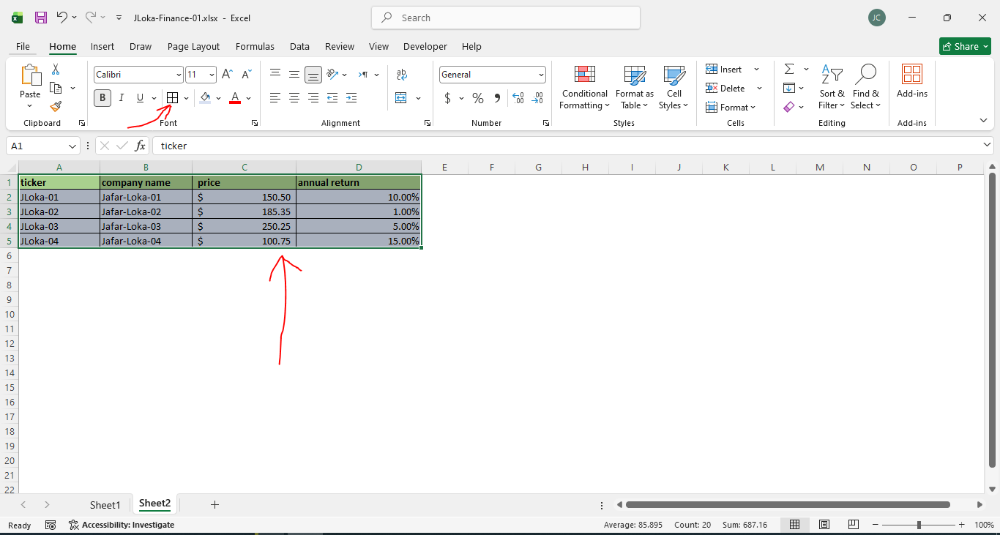 JLoka-Finance-01.xlsx - Excel
Search
JC
File Home Insert Draw Page Layout Formulas Data Review View Developer Help
Share
Paste
Clipboard
Calibri 11
B I U A
Font
ab
Alignment
General
$ % 9 .00 .00
Number
Conditional Formatting
Format as Table
Cell Styles
Styles
Insert
Delete
Format
Cells
Sort & Filter
Find & Select
Editing
Add-ins
Add-ins
A1 fx ticker
A B C D E F G H I J K L M N O P
1 ticker company name price annual return
2 JLoka-01 Jafar-Loka-01 $ 150.50 10.00%
3 JLoka-02 Jafar-Loka-02 $ 185.35 1.00%
4 JLoka-03 Jafar-Loka-03 $ 250.25 5.00%
5 JLoka-04 Jafar-Loka-04 $ 100.75 15.00%
6
7
8
9
10
11
12
13
14
15
16
17
18
19
20
21
22
Sheet1 Sheet2
Ready Accessibility: Investigate Average: 85.895 Count: 20 Sum: 687.16 100%